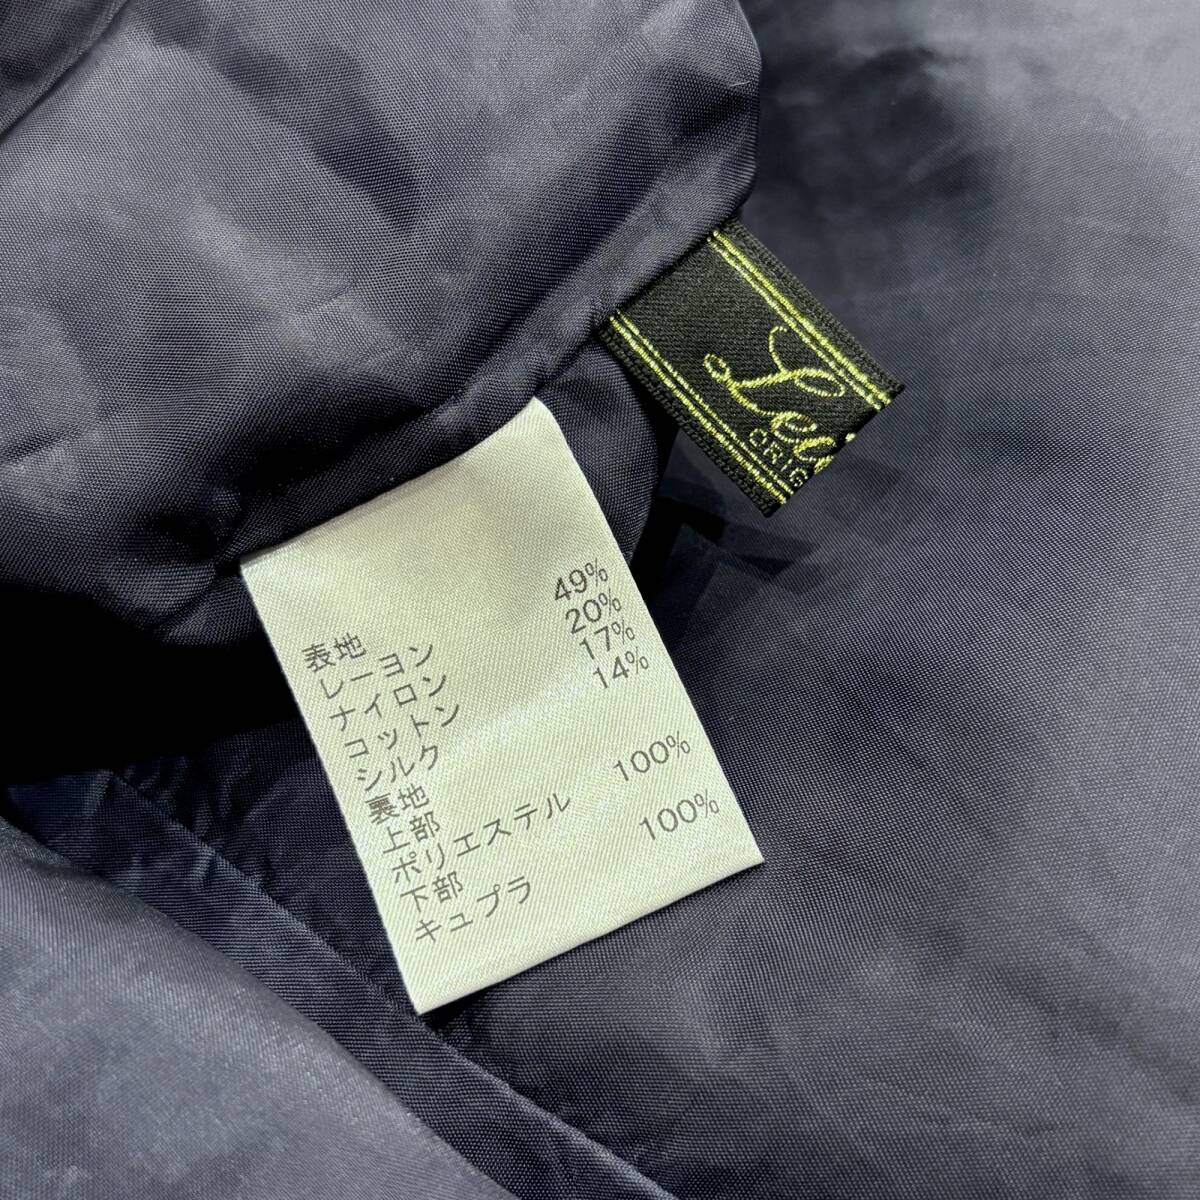 表地
レーヨン 49%
ナイロン 20%
コットン 17%
シルク 14%
裏地
上部
ポリエステル 100%
下部
キュプラ 100%